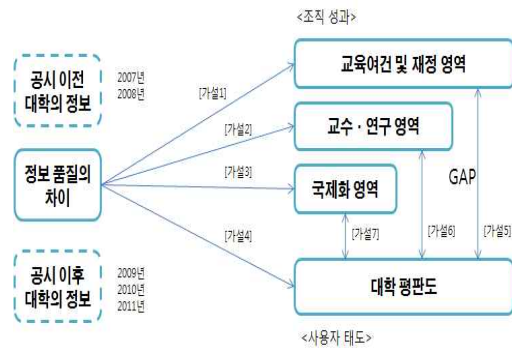 <조직 성과>
공시 이전
대학의 정보
2007년
2008년
교육여건 및 재정 영역
[가설1]
교수 · 연구 영역
[가설2]
정보 품질의
차이
[가설3]
국제화 영역
GAP
[가설4]
[가설7]
[가설6]
[가설5]
공시 이후
대학의 정보
2009년
2010년
2011년
대학 평판도
<사용자 태도>